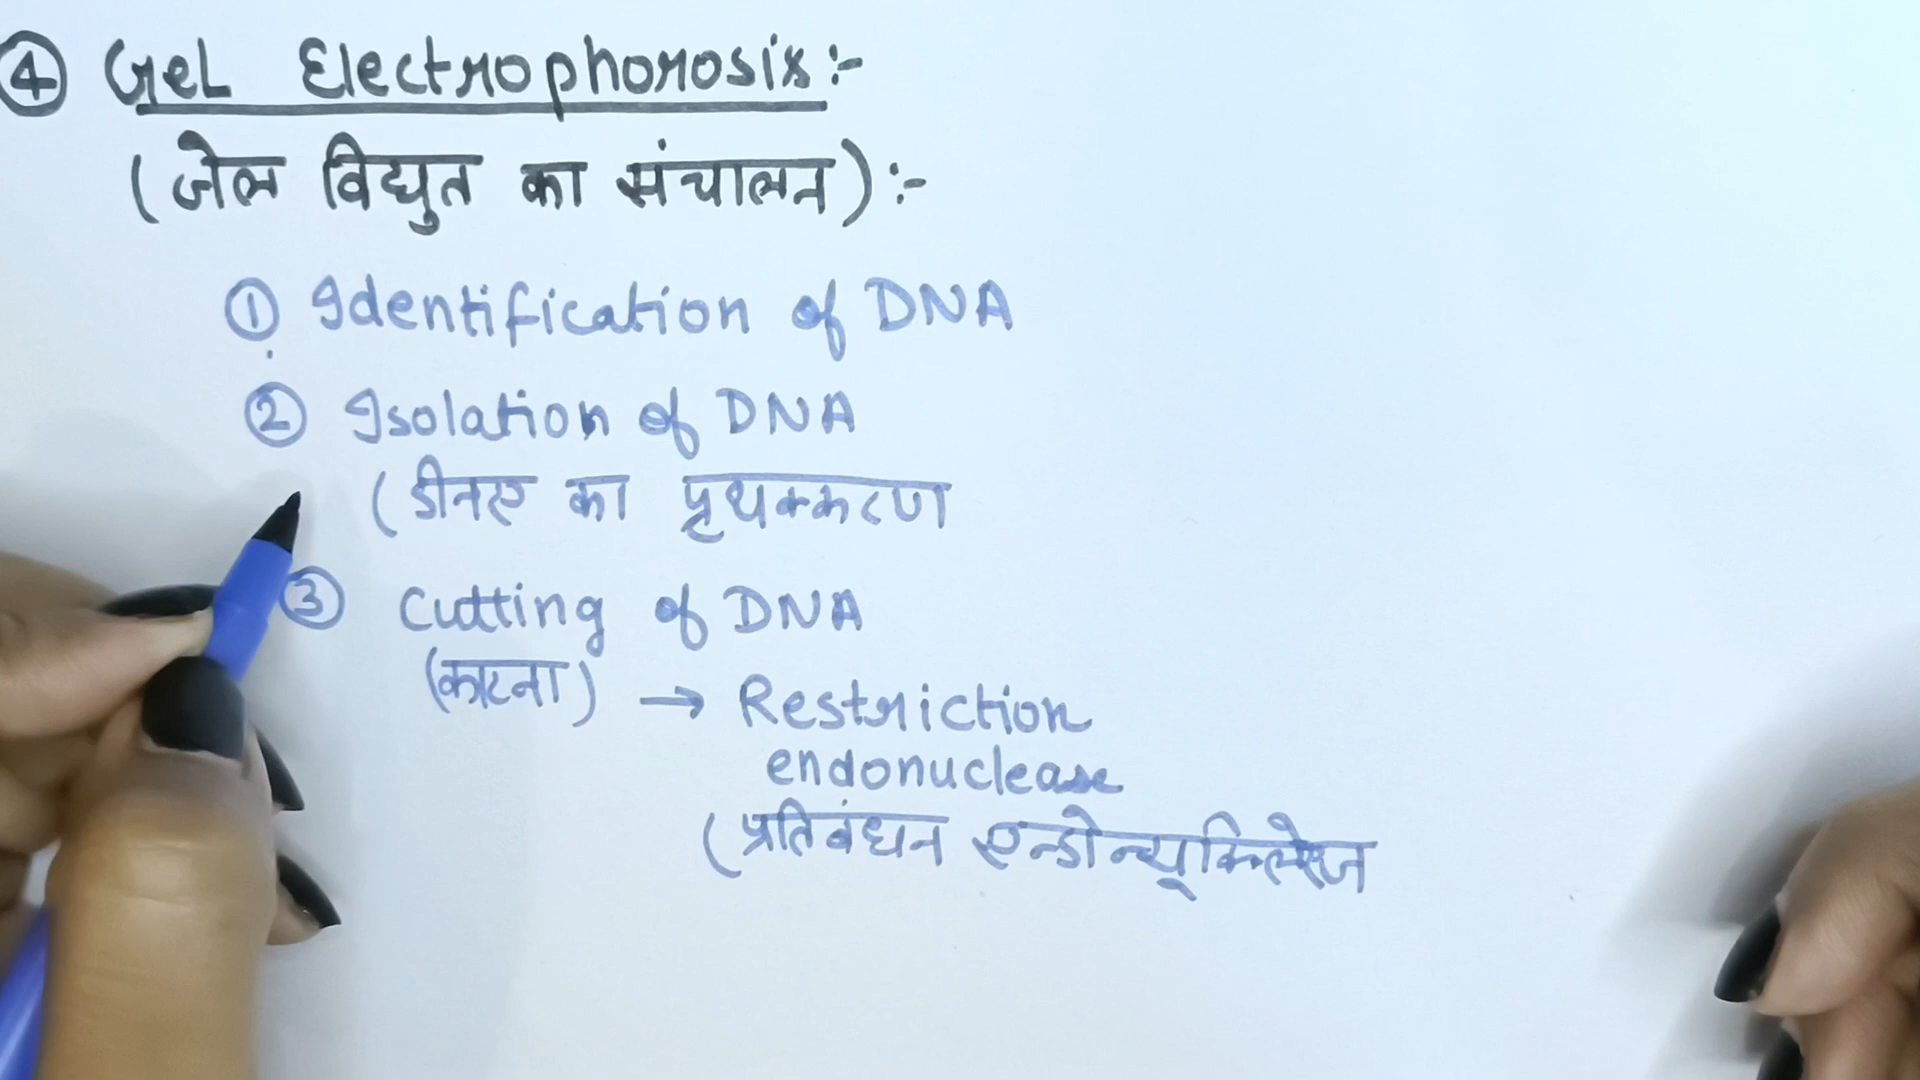 ④ Gel Electrophorosis:-
(जेल विद्युत का संचालन):-
① Identification of DNA
② Isolation of DNA
(डीनए का पृथक्करण
③ Cutting of DNA
(काटना) → Restriction
endonuclease
(प्रतिबंधन एन्डोन्यूक्लिऐज